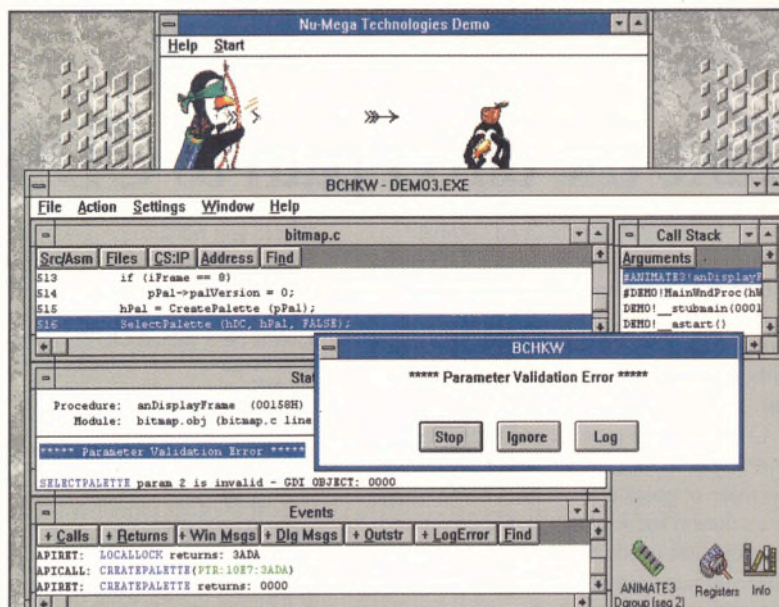 Nu-Mega Technologies Demo
Help Start
BCHKW - DEMO3.EXE
File Action Settings Window Help
bitmap.c
Src/Asm Files CS:IP Address Find
513 if (iFrame == 8)
514 pPal->palVersion = 0;
515 hPal = CreatePalette (pPal);
516 SelectPalette (hDC, hPal, FALSE);
Call Stack
Arguments
#ANIMATE3!anDisplayF
#DEMO!MainWndProc(hW
DEMO!__stubmain(0001
DEMO!__astart()
BCHKW
***** Parameter Validation Error *****
Stop Ignore Log
Stat
Procedure: anDisplayFrame (00158H)
Module: bitmap.obj (bitmap.c line
***** Parameter Validation Error *****
SELECTPALETTE param 2 is invalid - GDI OBJECT: 0000
Events
+ Calls + Returns + Win Msgs + Dlg Msgs + Outstr + LogError Find
APIRET: LOCALLOCK returns: 3ADA
APICALL: CREATEPALETTE(PTR:10E7:3ADA)
APIRET: CREATEPALETTE returns: 0000
ANIMATE3
Dgroup (seg 2)
Registers
Info